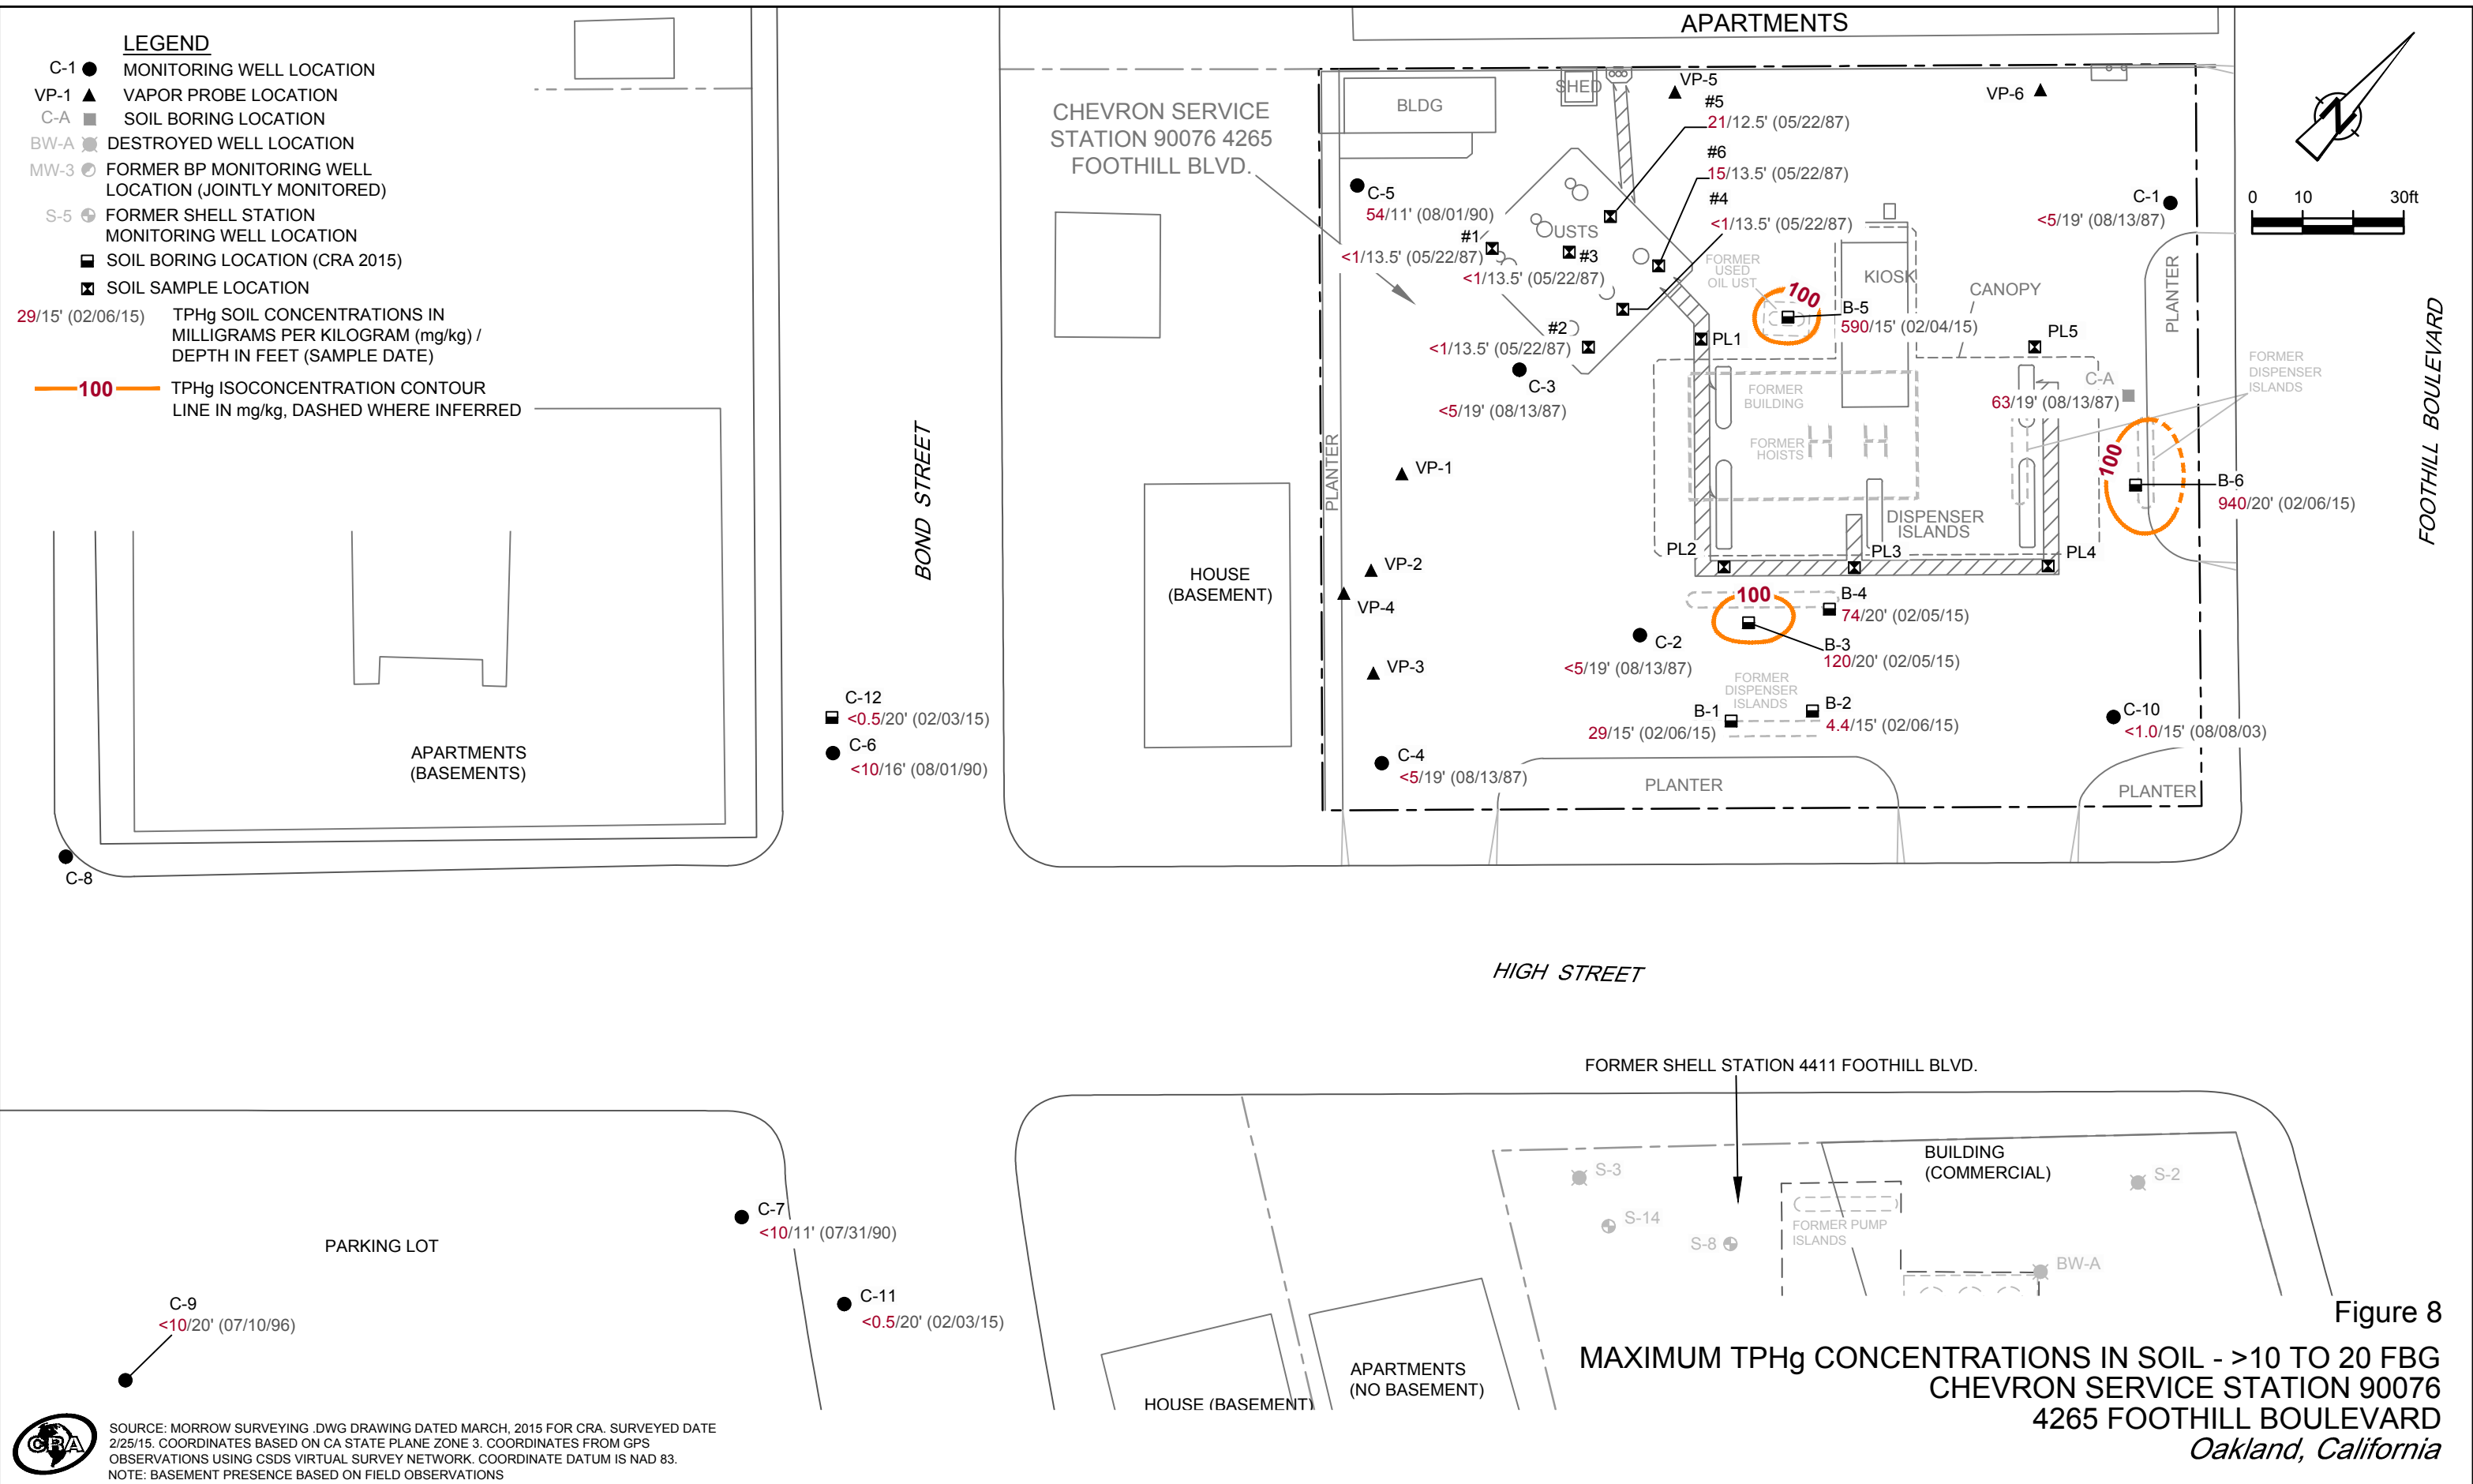 LEGEND
C-1 MONITORING WELL LOCATION
VP-1 VAPOR PROBE LOCATION
C-A SOIL BORING LOCATION
BW-A DESTROYED WELL LOCATION
MW-3 FORMER BP MONITORING WELL
LOCATION (JOINTLY MONITORED)
S-5 FORMER SHELL STATION
MONITORING WELL LOCATION
SOIL BORING LOCATION (CRA 2015)
SOIL SAMPLE LOCATION
29/15' (02/06/15) TPHg SOIL CONCENTRATIONS IN
MILLIGRAMS PER KILOGRAM (mg/kg) /
DEPTH IN FEET (SAMPLE DATE)
100 TPHg ISOCONCENTRATION CONTOUR
LINE IN mg/kg, DASHED WHERE INFERRED
APARTMENTS
CHEVRON SERVICE
STATION 90076 4265
FOOTHILL BLVD.
BLDG
SHED
VP-5
VP-6
N
0 10 30ft
#5
21/12.5' (05/22/87)
#6
15/13.5' (05/22/87)
#4
<1/13.5' (05/22/87)
C-5
54/11' (08/01/90)
#1
<1/13.5' (05/22/87)
USTS
#3
<1/13.5' (05/22/87)
#2
<1/13.5' (05/22/87)
C-3
<5/19' (08/13/87)
C-1
<5/19' (08/13/87)
FORMER
USED
OIL UST
KIOSK
CANOPY
PLANTER
FOOTHILL BOULEVARD
100
B-5
590/15' (02/04/15)
PL1
PL5
FORMER
BUILDING
FORMER
HOISTS
C-A
63/19' (08/13/87)
FORMER
DISPENSER
ISLANDS
100
B-6
940/20' (02/06/15)
BOND STREET
PLANTER
VP-1
DISPENSER
ISLANDS
PL2
PL3
PL4
HOUSE
(BASEMENT)
VP-2
VP-4
VP-3
100
B-4
74/20' (02/05/15)
B-3
120/20' (02/05/15)
C-2
<5/19' (08/13/87)
FORMER
DISPENSER
ISLANDS
B-1
29/15' (02/06/15)
B-2
4.4/15' (02/06/15)
C-10
<1.0/15' (08/08/03)
C-12
<0.5/20' (02/03/15)
C-6
<10/16' (08/01/90)
C-4
<5/19' (08/13/87)
PLANTER
PLANTER
APARTMENTS
(BASEMENTS)
C-8
HIGH STREET
FORMER SHELL STATION 4411 FOOTHILL BLVD.
BUILDING
(COMMERCIAL)
S-3
S-2
S-14
S-8
FORMER PUMP
ISLANDS
BW-A
C-7
<10/11' (07/31/90)
PARKING LOT
C-9
<10/20' (07/10/96)
C-11
<0.5/20' (02/03/15)
HOUSE (BASEMENT)
APARTMENTS
(NO BASEMENT)
Figure 8
MAXIMUM TPHg CONCENTRATIONS IN SOIL - >10 TO 20 FBG
CHEVRON SERVICE STATION 90076
4265 FOOTHILL BOULEVARD
Oakland, California
CRA
SOURCE: MORROW SURVEYING .DWG DRAWING DATED MARCH, 2015 FOR CRA. SURVEYED DATE
2/25/15. COORDINATES BASED ON CA STATE PLANE ZONE 3. COORDINATES FROM GPS
OBSERVATIONS USING CSDS VIRTUAL SURVEY NETWORK. COORDINATE DATUM IS NAD 83.
NOTE: BASEMENT PRESENCE BASED ON FIELD OBSERVATIONS